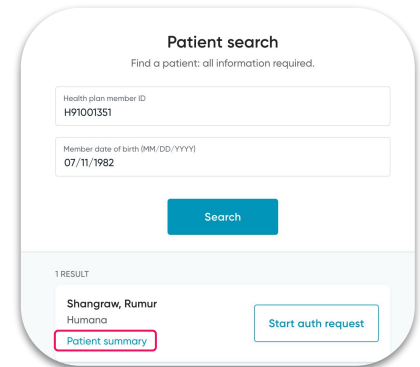 Patient search
Find a patient: all information required.
Health plan member ID
H91001351
Member date of birth (MM/DD/YYYY)
07/11/1982
Search
1 RESULT
Shangraw, Rumur
Humana
Patient summary
Start auth request